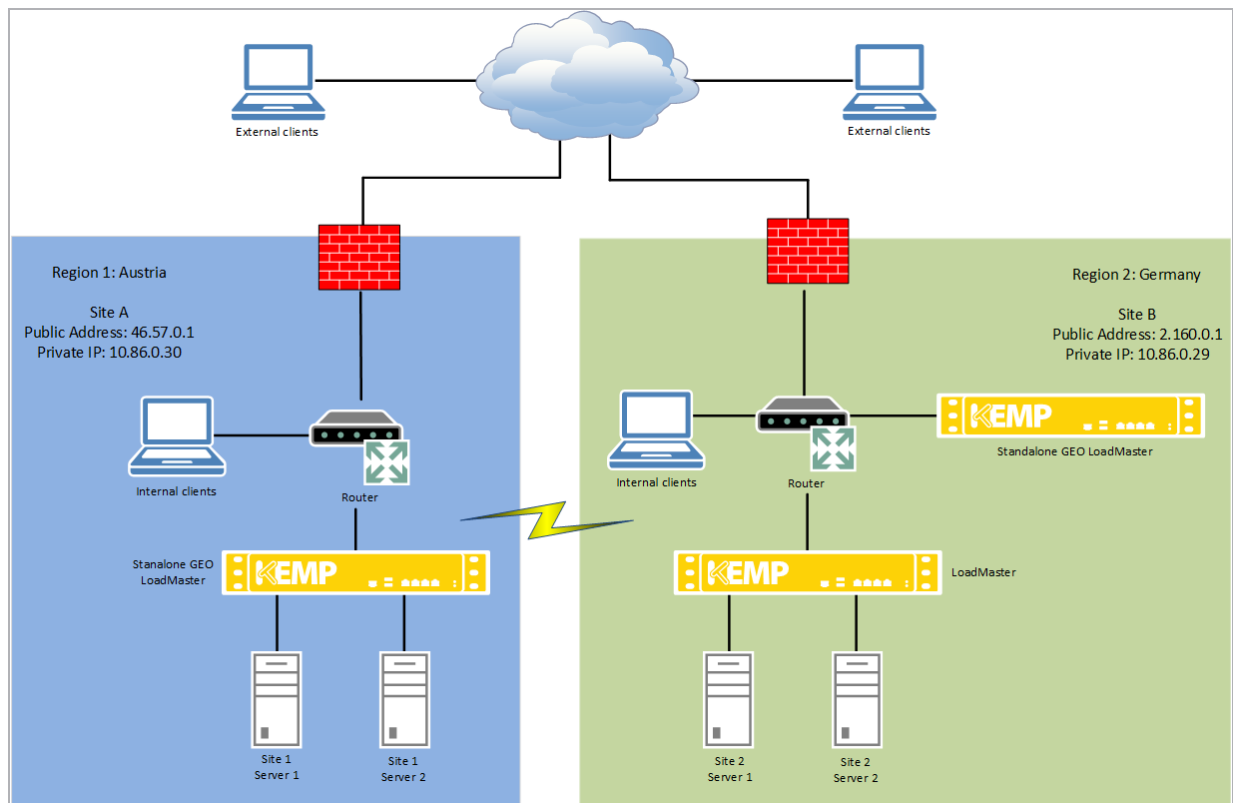 External clients
External clients
Region 1: Austria
Site A
Public Address: 46.57.0.1
Private IP: 10.86.0.30
Region 2: Germany
Site B
Public Address: 2.160.0.1
Private IP: 10.86.0.29
Internal clients
Router
Internal clients
Router
KEMP
Standalone GEO LoadMaster
Stanalone GEO
LoadMaster
KEMP
KEMP
LoadMaster
Site 1
Server 1
Site 1
Server 2
Site 2
Server 1
Site 2
Server 2